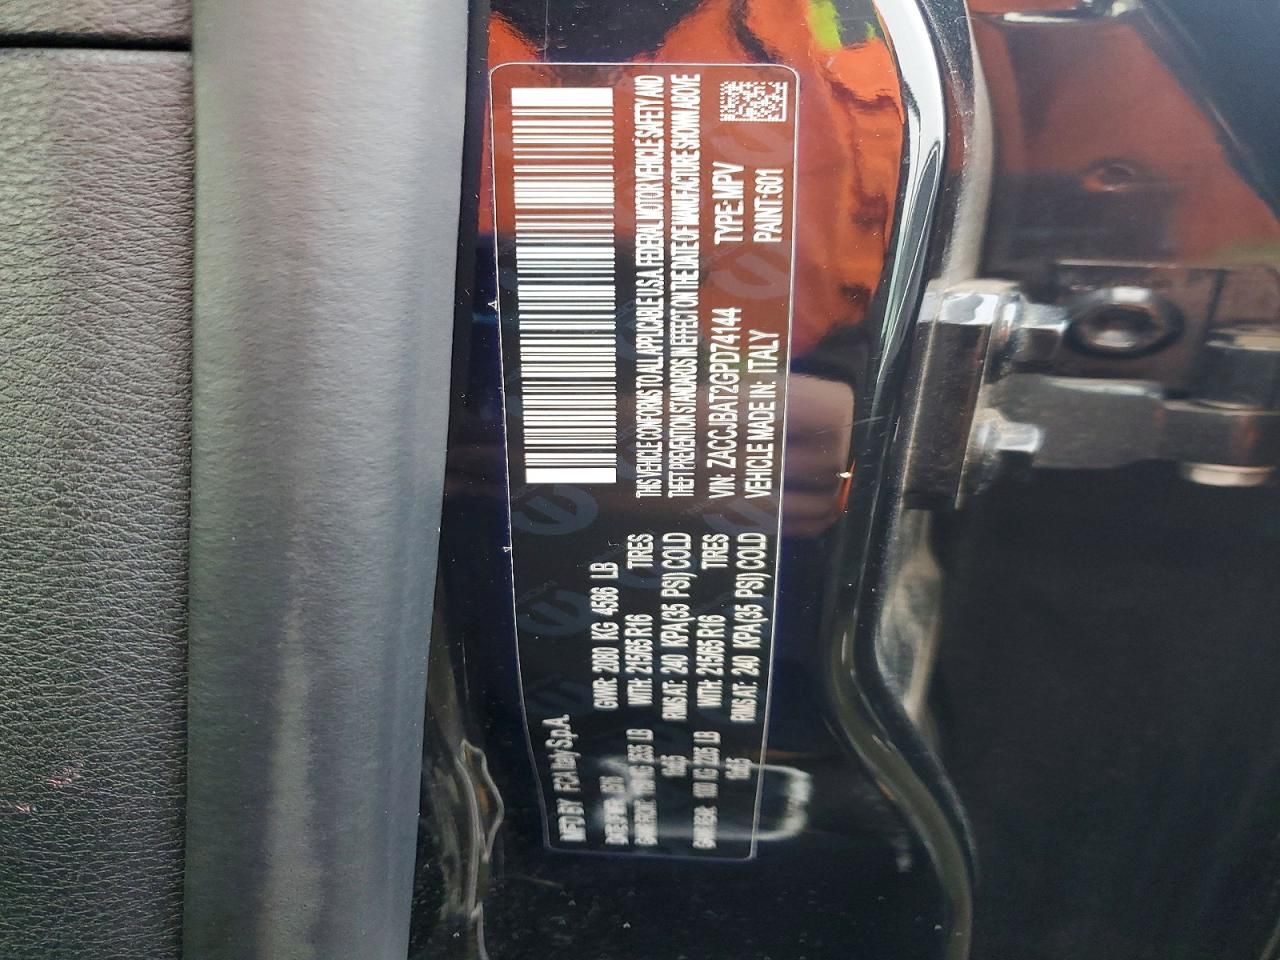 MFD BY FCA Italy S.p.A.
GVWR: 2080 KG 4586 LB
LB
WITH: 215/65 R16 TIRES
RIMS AT: 240 KPA(35 PSI) COLD
LB
WITH: 215/65 R16 TIRES
RIMS AT: 240 KPA(35 PSI) COLD
THIS VEHICLE CONFORMS TO ALL APPLICABLE U.S.A. FEDERAL MOTOR VEHICLE SAFETY AND
THEFT PREVENTION STANDARDS IN EFFECT ON THE DATE OF MANUFACTURE SHOWN ABOVE
VIN: ZACCJBAT2GPD74144 TYPE: MPV
VEHICLE MADE IN: ITALY PAINT: 601